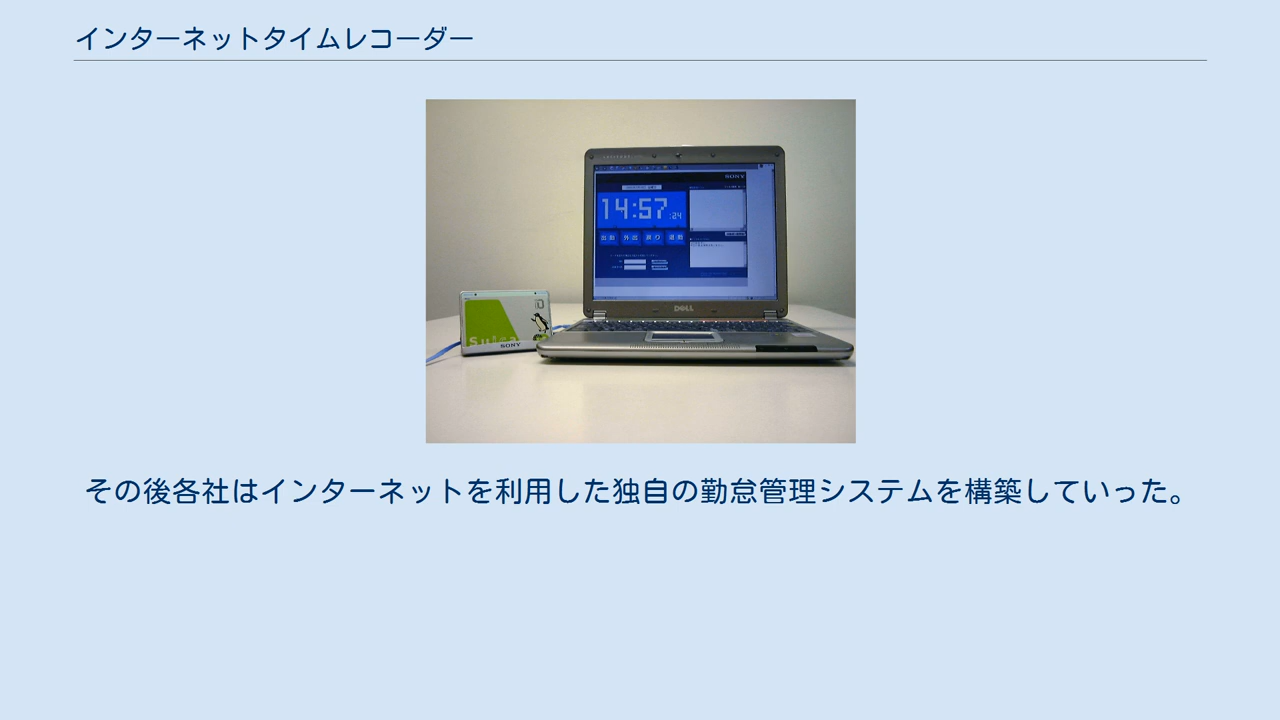 インターネットタイムレコーダー
SONY
14:57:24
出勤 外出 戻り 退勤
DELL
Suica
SONY
その後各社はインターネットを利用した独自の勤怠管理システムを構築していった。